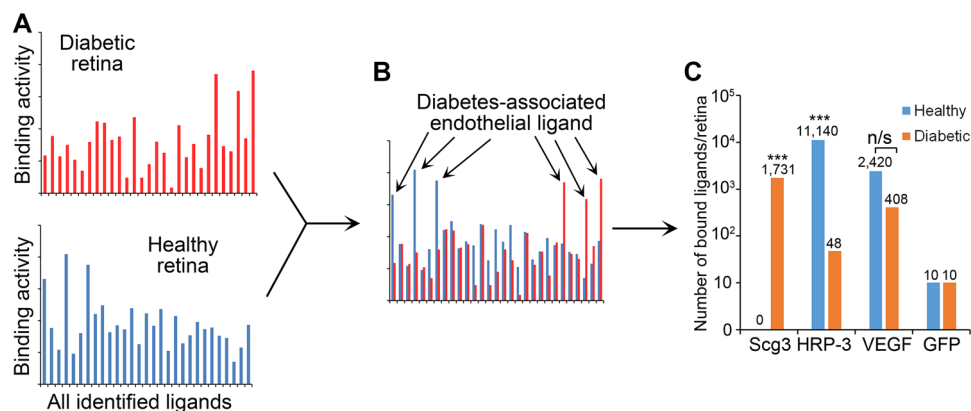 A
Diabetic
retina
Binding activity
Healthy
retina
Binding activity
All identified ligands
B
Diabetes-associated
endothelial ligand
C
Number of bound ligands/retina
10⁵
10⁴
10³
10²
10
0
Healthy
Diabetic
***
1,731
0
***
11,140
48
n/s
2,420
408
10 10
Scg3 HRP-3 VEGF GFP